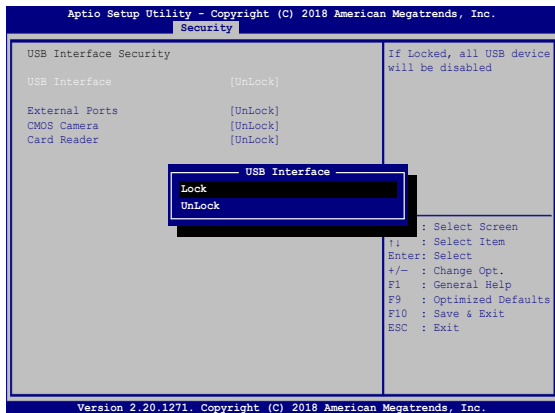 Aptio Setup Utility - Copyright (C) 2018 American Megatrends, Inc.
Security
USB Interface Security
USB Interface [UnLock]
External Ports [UnLock]
CMOS Camera [UnLock]
Card Reader [UnLock]
If Locked, all USB device
will be disabled
USB Interface
Lock
UnLock
: Select Screen
↑↓ : Select Item
Enter: Select
+/— : Change Opt.
F1 : General Help
F9 : Optimized Defaults
F10 : Save & Exit
ESC : Exit
Version 2.20.1271. Copyright (C) 2018 American Megatrends, Inc.